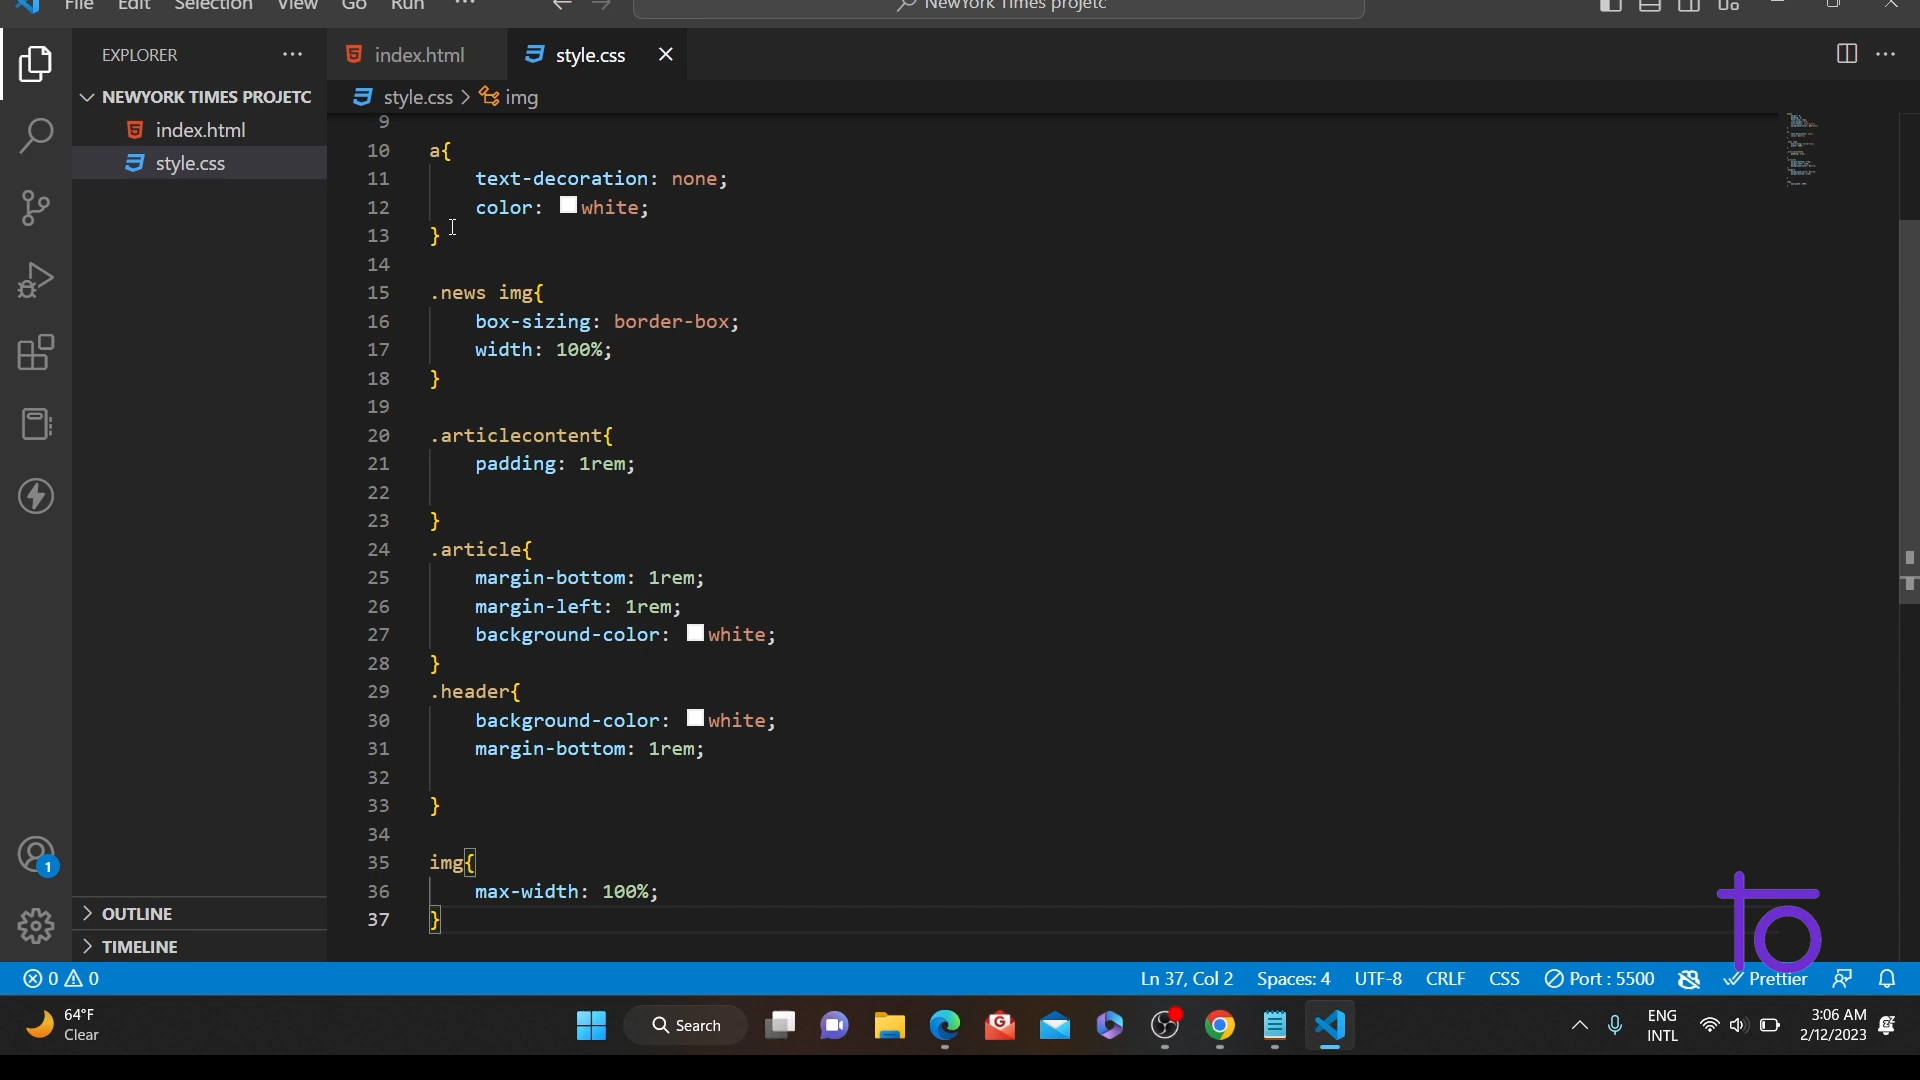 File Edit Selection View Go Run ···
NewYork Times projetc
EXPLORER ···
index.html
style.css
NEWYORK TIMES PROJETC
style.css > img
index.html
style.css
9
10 a{
11 text-decoration: none;
12 color: white;
13 }
14
15 .news img{
16 box-sizing: border-box;
17 width: 100%;
18 }
19
20 .articlecontent{
21 padding: 1rem;
22
23 }
24 .article{
25 margin-bottom: 1rem;
26 margin-left: 1rem;
27 background-color: white;
28 }
29 .header{
30 background-color: white;
31 margin-bottom: 1rem;
32
33 }
34
35 img{
36 max-width: 100%;
37 }
1
OUTLINE
TIMELINE
to
0 0
Ln 37, Col 2 Spaces: 4 UTF-8 CRLF CSS Port : 5500 Prettier
64°F
Clear
Search
ENG
INTL
3:06 AM
2/12/2023